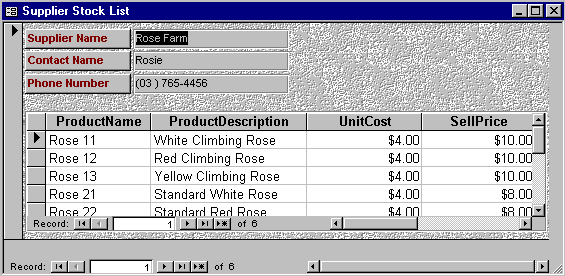 Supplier Stock List
Supplier Name Rose Farm
Contact Name Rosie
Phone Number (03 ) 765-4456
ProductName ProductDescription UnitCost SellPrice
Rose 11 White Climbing Rose $4.00 $10.00
Rose 12 Red Climbing Rose $4.00 $10.00
Rose 13 Yellow Climbing Rose $4.00 $10.00
Rose 21 Standard White Rose $4.00 $8.00
Rose 22 Standard Red Rose $4.00 $8.00
Record: 1 of 6
Record: 1 of 6